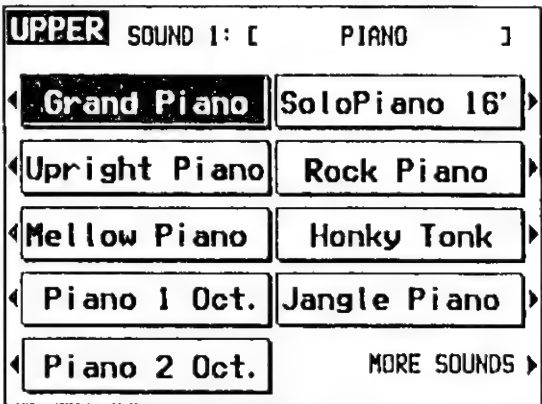 UPPER SOUND 1: [ PIANO ]
Grand Piano SoloPiano 16'
Upright Piano Rock Piano
Mellow Piano Honky Tonk
Piano 1 Oct. Jangle Piano
Piano 2 Oct. MORE SOUNDS